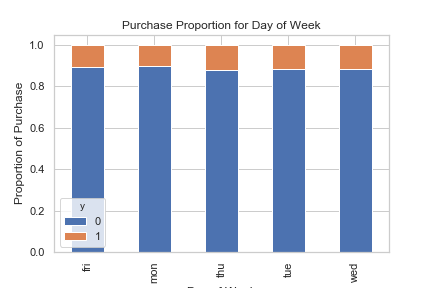 Purchase Proportion for Day of Week
Proportion of Purchase
1.0
0.8
0.6
0.4
0.2
0.0
y
0
1
fri
mon
thu
tue
wed